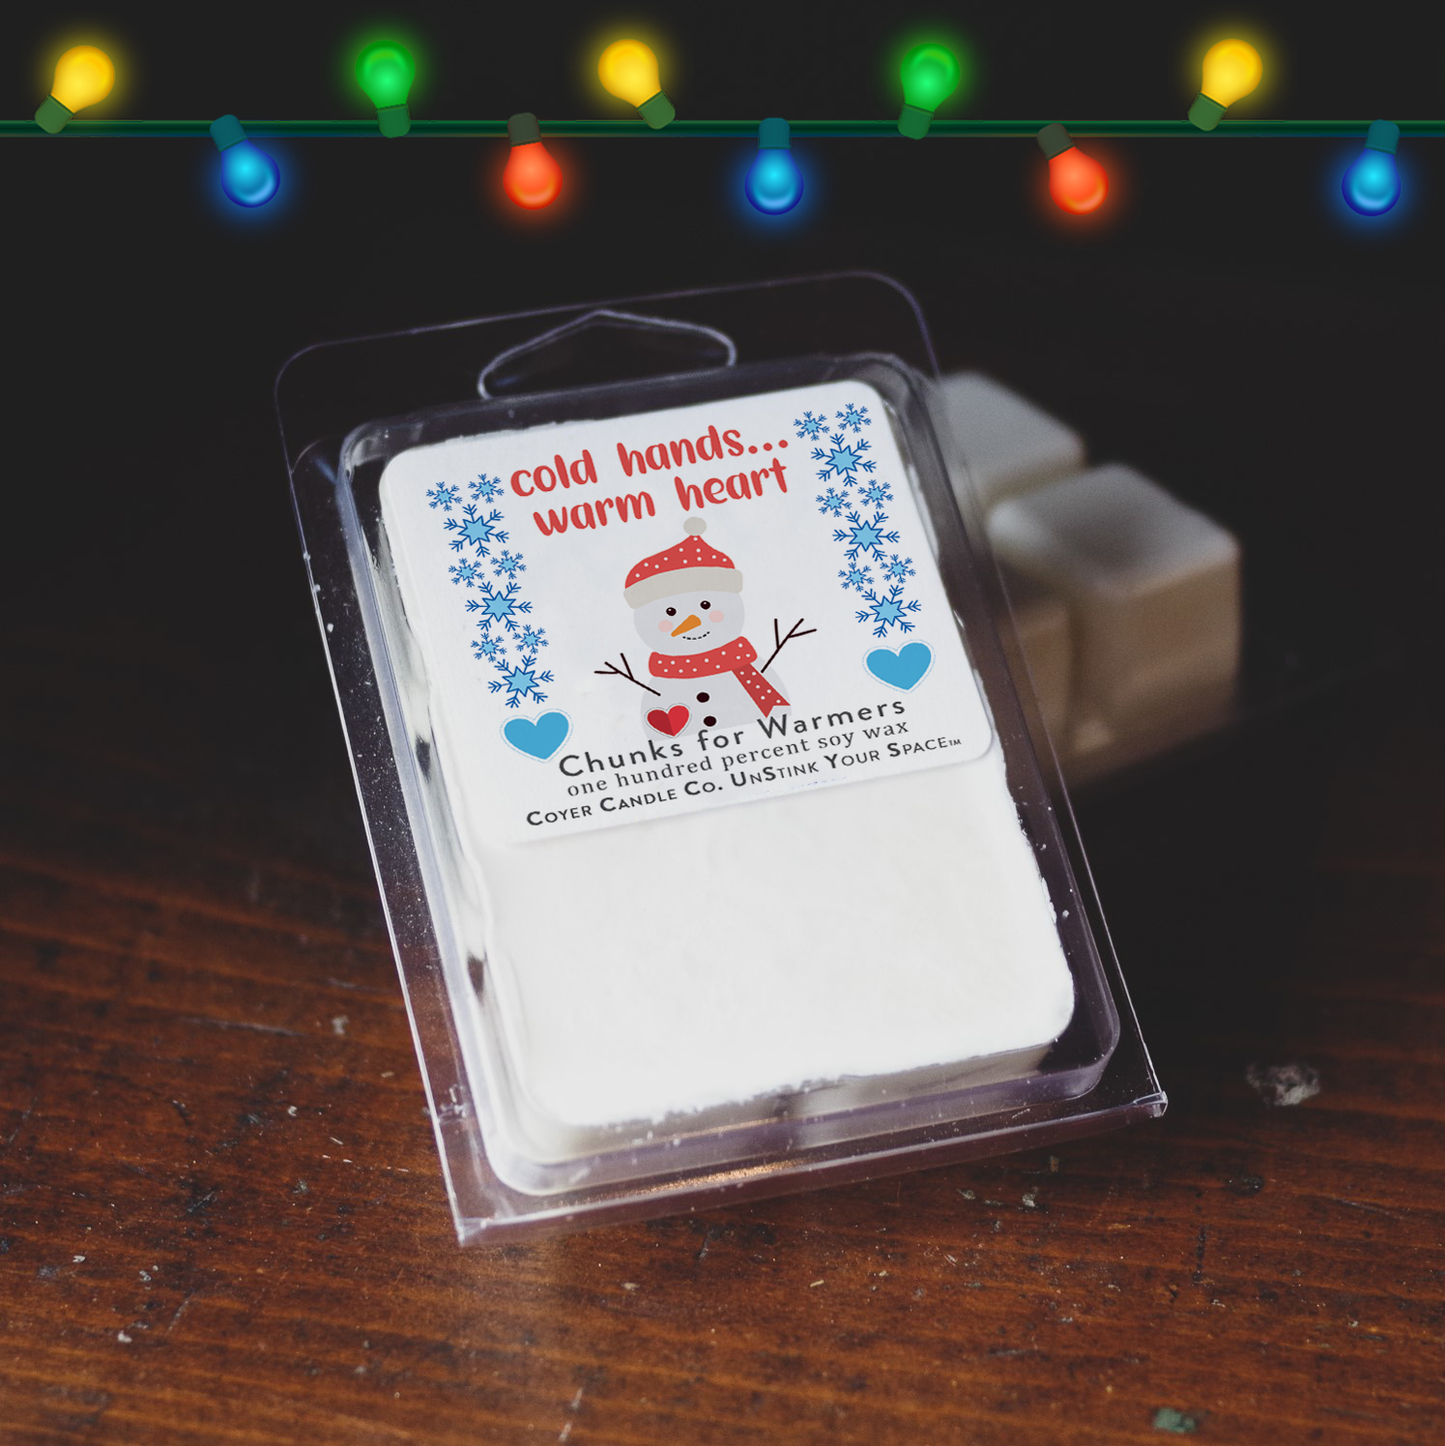 cold hands...
warm heart
Chunks for Warmers
one hundred percent soy wax
Coyer Candle Co. UnStink Your Space™